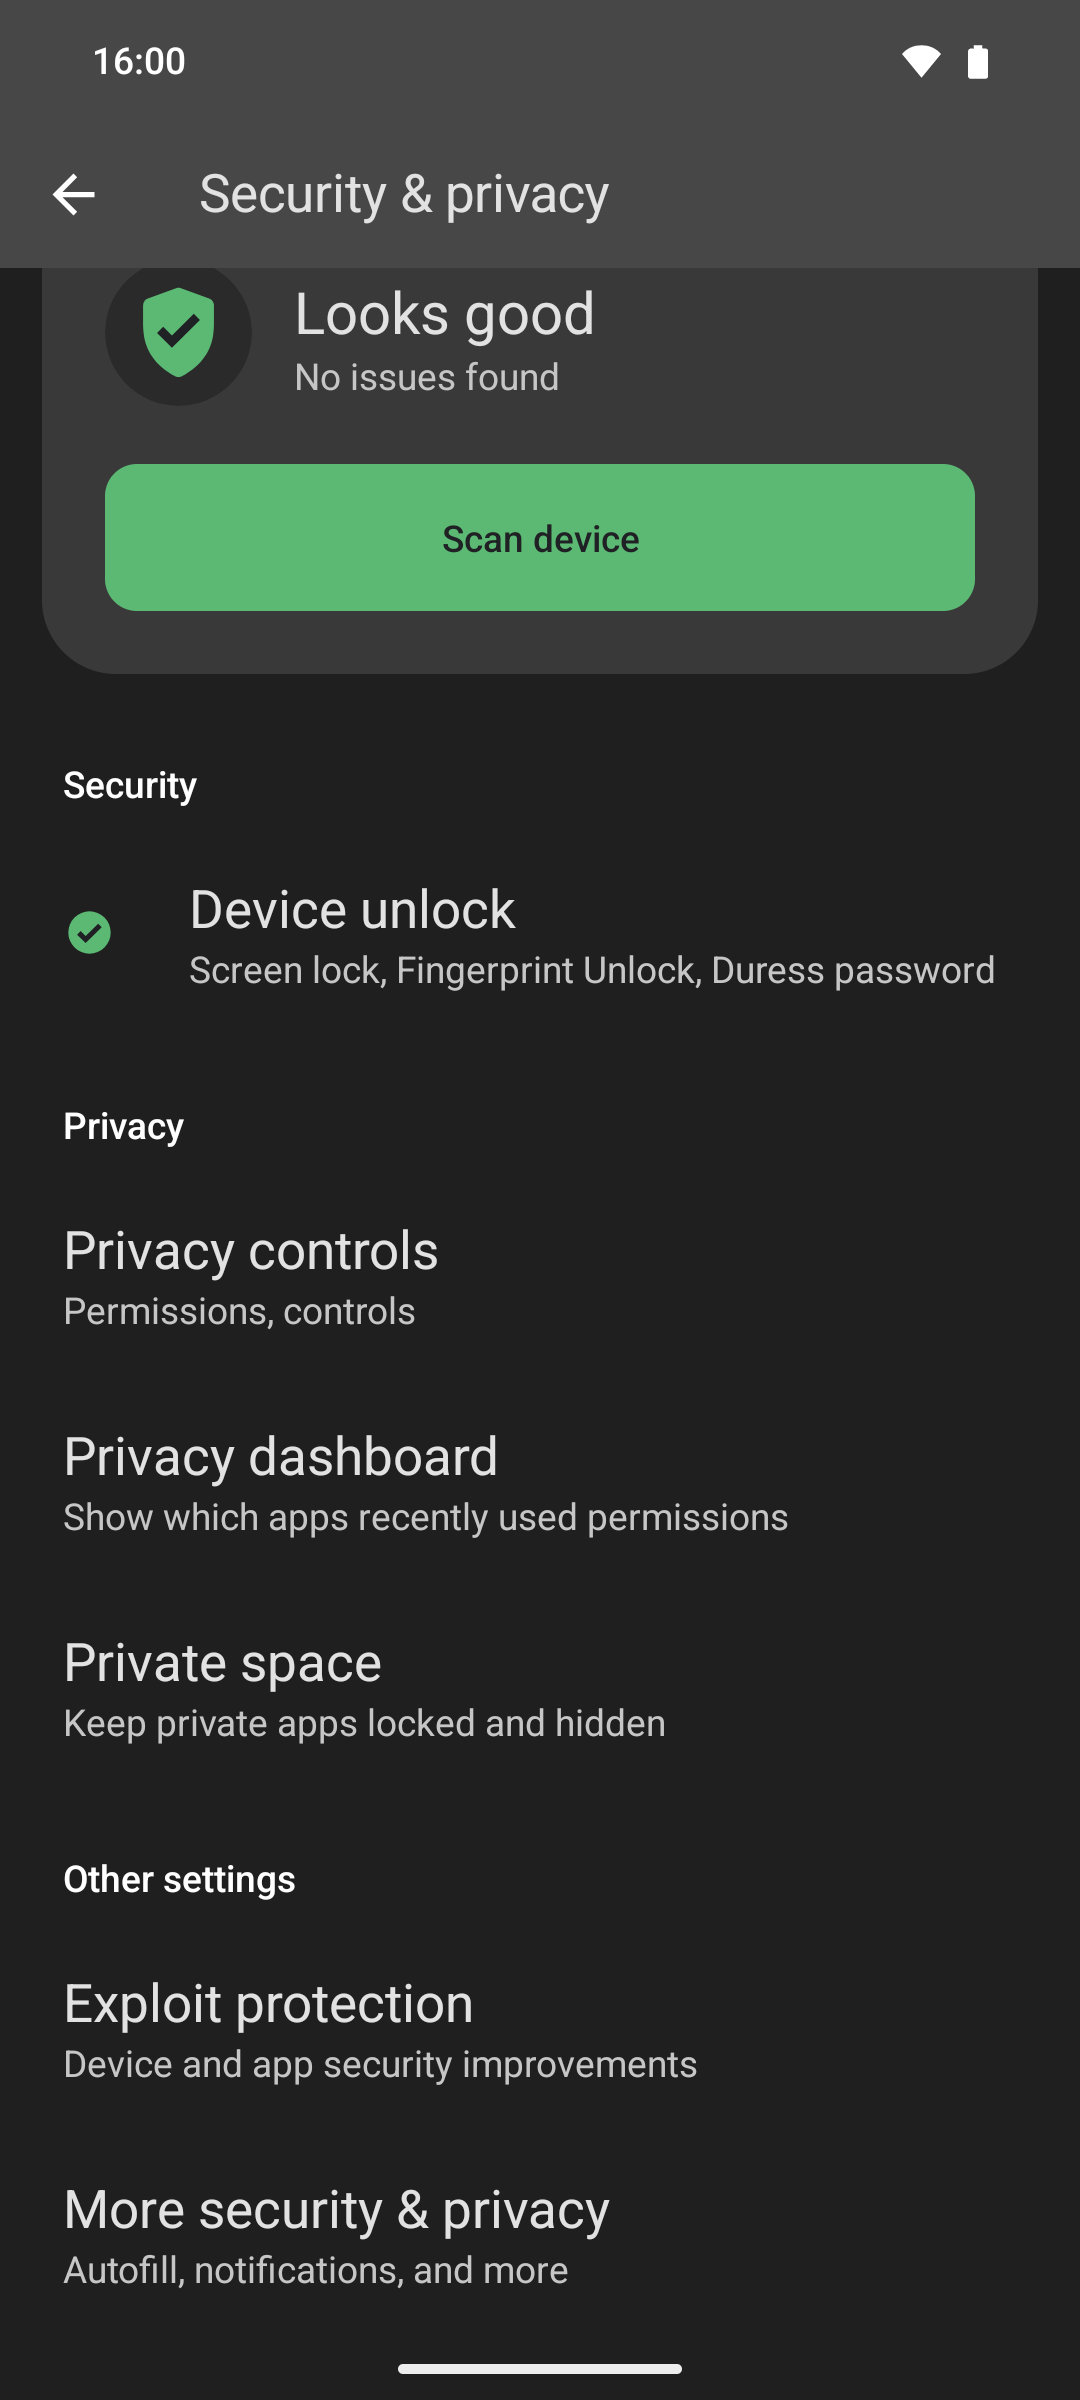 16:00
Security & privacy
Looks good
No issues found
Scan device
Security
Device unlock
Screen lock, Fingerprint Unlock, Duress password
Privacy
Privacy controls
Permissions, controls
Privacy dashboard
Show which apps recently used permissions
Private space
Keep private apps locked and hidden
Other settings
Exploit protection
Device and app security improvements
More security & privacy
Autofill, notifications, and more